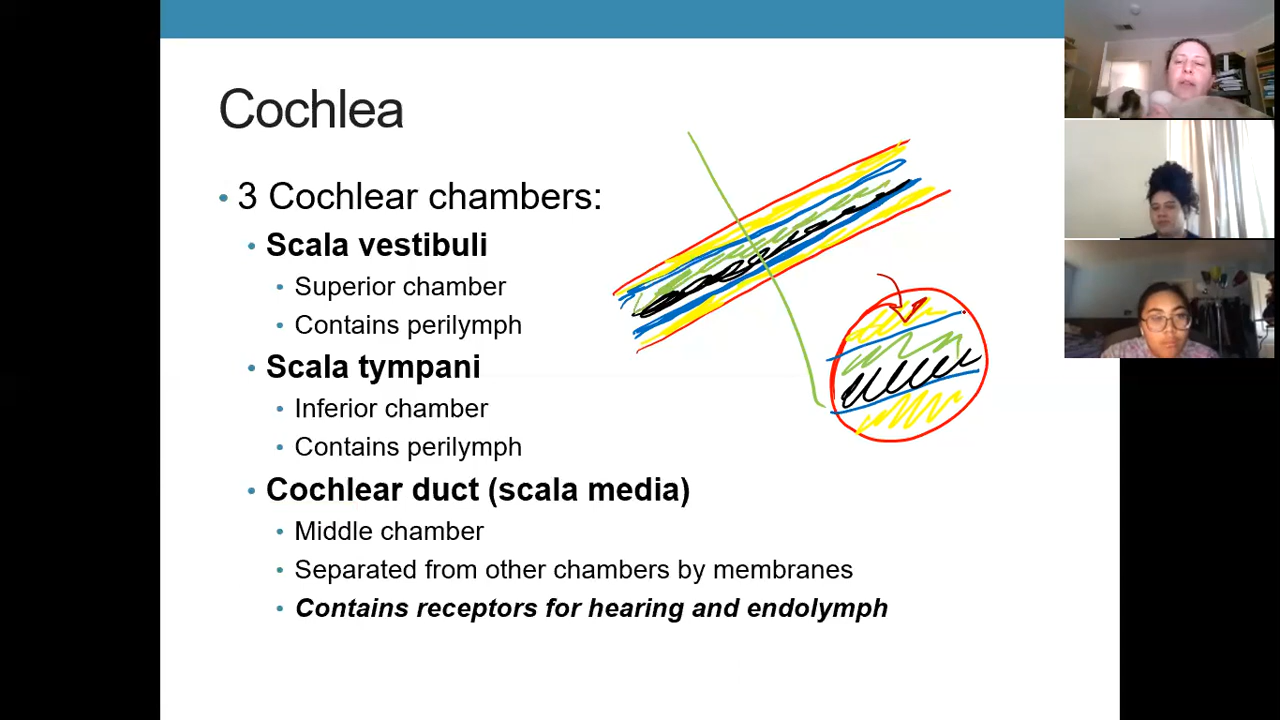 Cochlea
• 3 Cochlear chambers:
• Scala vestibuli
• Superior chamber
• Contains perilymph
• Scala tympani
• Inferior chamber
• Contains perilymph
• Cochlear duct (scala media)
• Middle chamber
• Separated from other chambers by membranes
• Contains receptors for hearing and endolymph